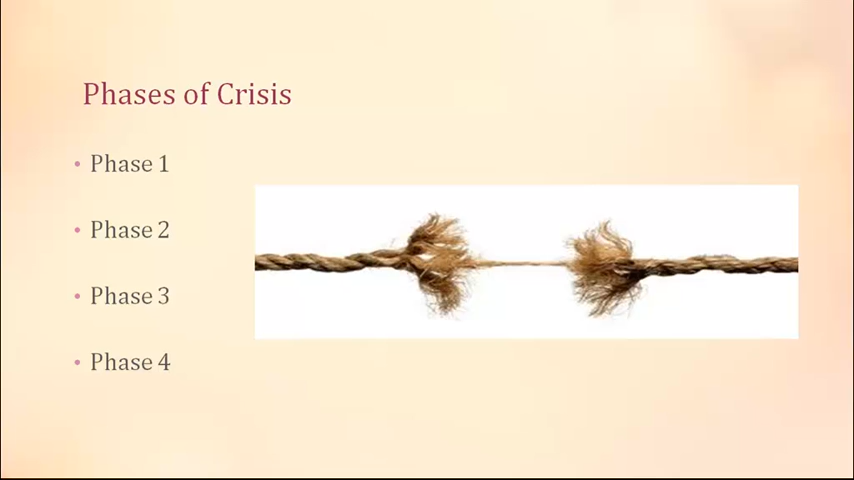 Phases of Crisis
• Phase 1
• Phase 2
• Phase 3
• Phase 4